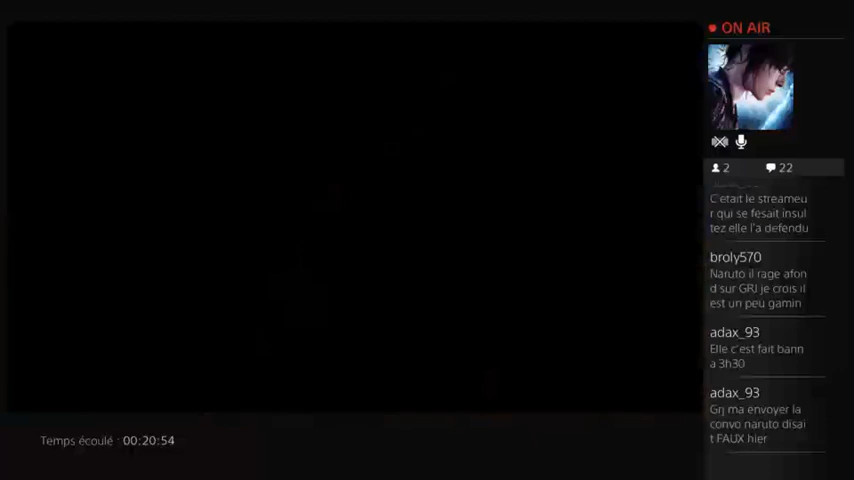 ON AIR
2 22
C'etait le streameu
r qui se fesait insul
tez elle l'a defendu
broly570
Naruto il rage afon
d sur GRJ je crois il
est un peu gamin
adax_93
Elle c'est fait bann
a 3h30
adax_93
Grj ma envoyer la
convo naruto disai
t FAUX hier
Temps écoulé : 00:20:54